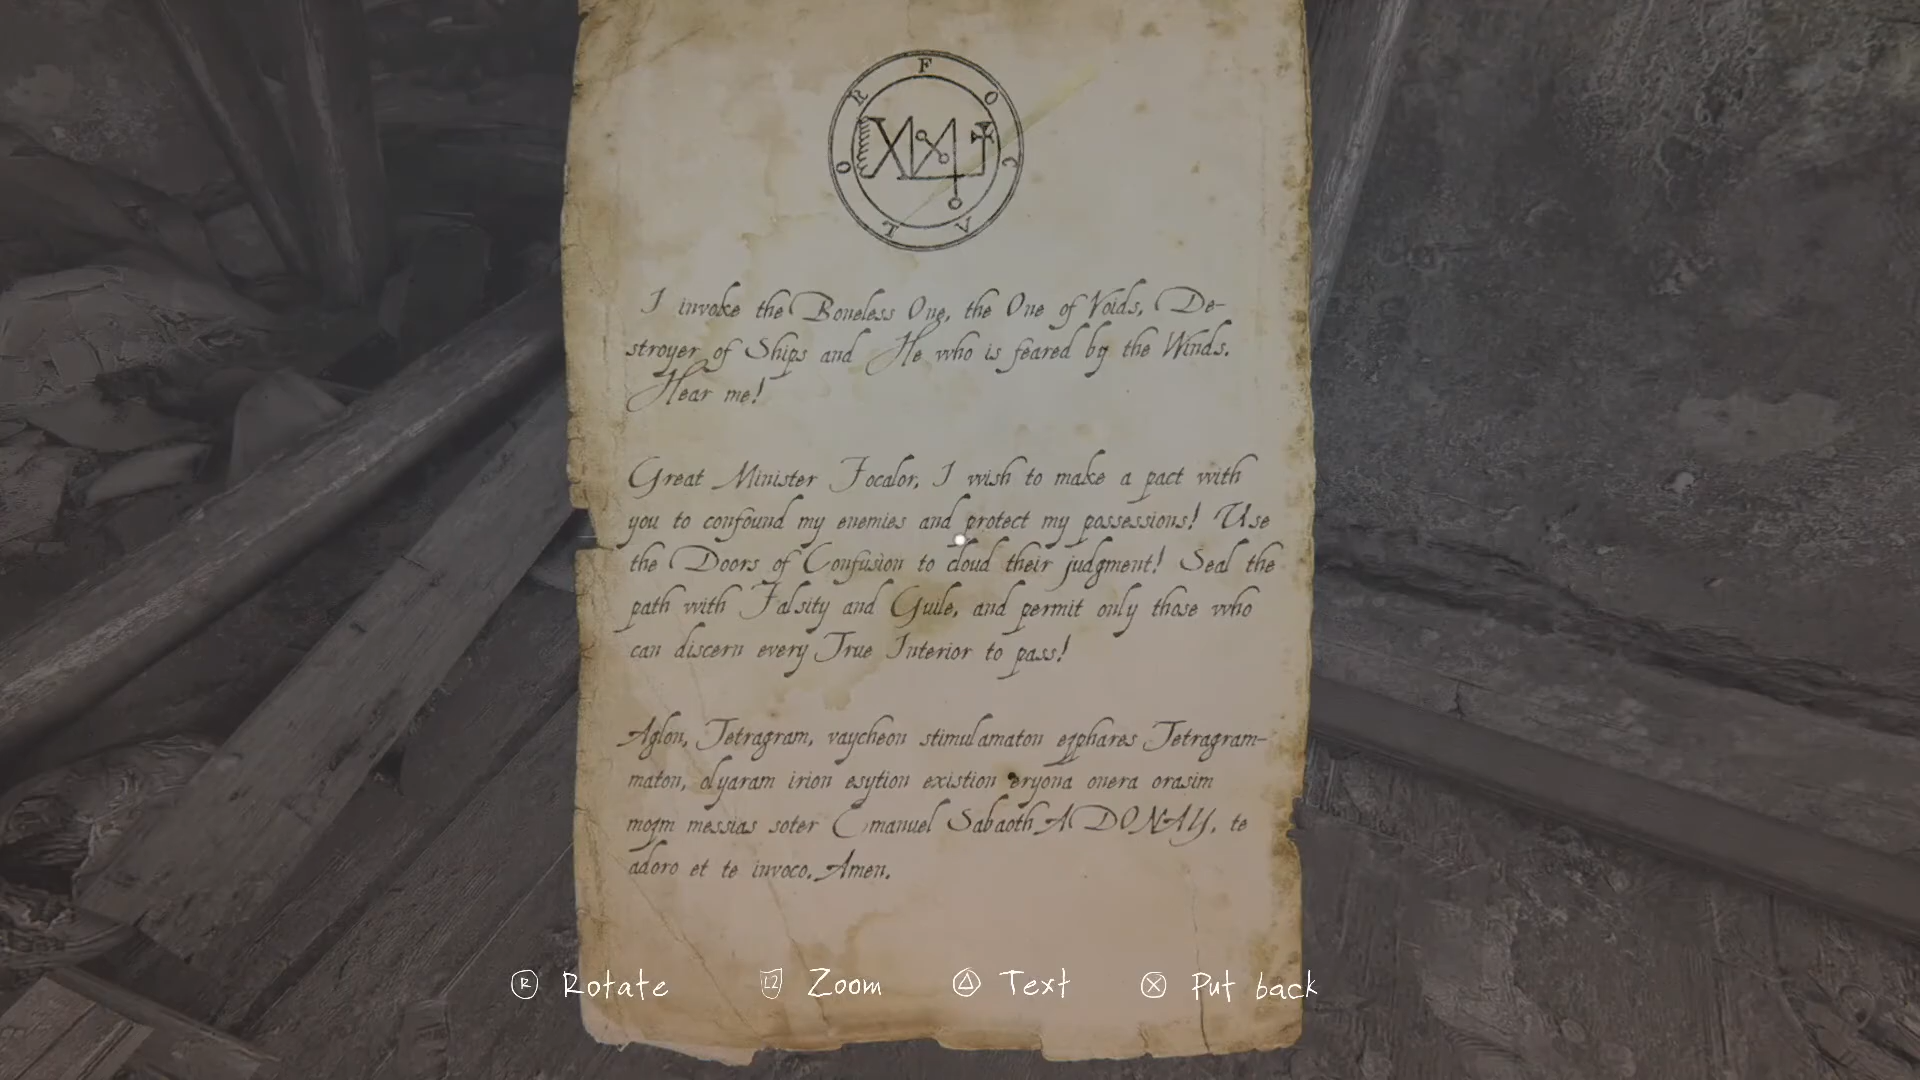 F O C A L O R
I invoke the Boneless One, the One of Voids, De-
stroyer of Ships and He who is feared by the Winds.
Hear me!
Great Minister Focalor, I wish to make a pact with
you to confound my enemies and protect my possessions! Use
the Doors of Confusion to cloud their judgment! Seal the
path with Falsity and Guile, and permit only those who
can discern every True Interior to pass!
Aglon, Tetragram, vaycheon stimulamaton ezphares Tetragram-
maton, olyaram irion esytion existion eryona onera orasim
mozm messias soter Emanuel Sabaoth ADONAY, te
adoro et te invoco. Amen.
R Rotate L2 Zoom Text X Put back